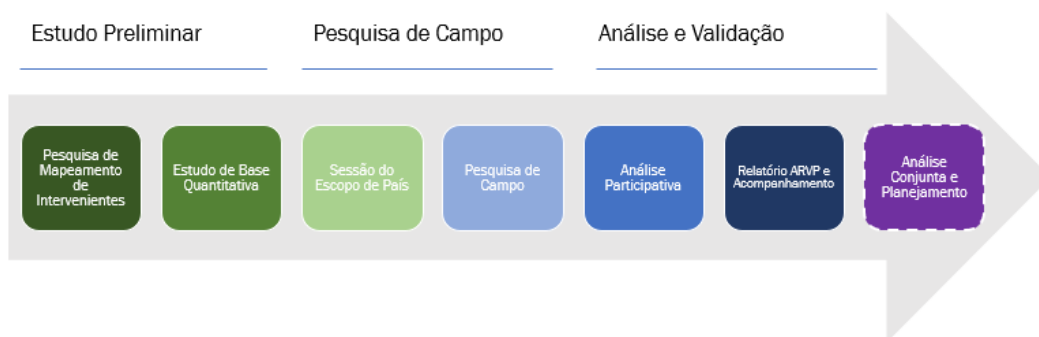 Estudo Preliminar
Pesquisa de Campo
Análise e Validação
Pesquisa de
Mapeamento
de
Intervenientes
Estudo de Base
Quantitativa
Sessão do
Escopo de País
Pesquisa de
Campo
Análise
Participativa
Relatório ARVP e
Acompanhamento
Análise
Conjunta e
Planejamento